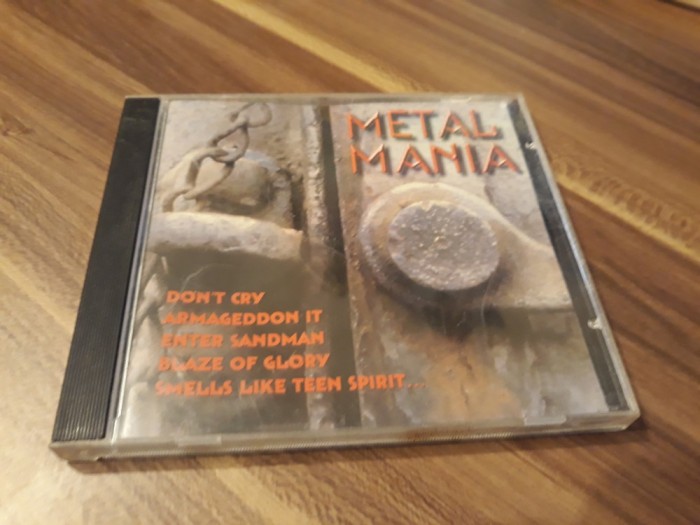 METAL
MANIA
DON'T CRY
ARMAGEDDON IT
ENTER SANDMAN
BLAZE OF GLORY
SMELLS LIKE TEEN SPIRIT...